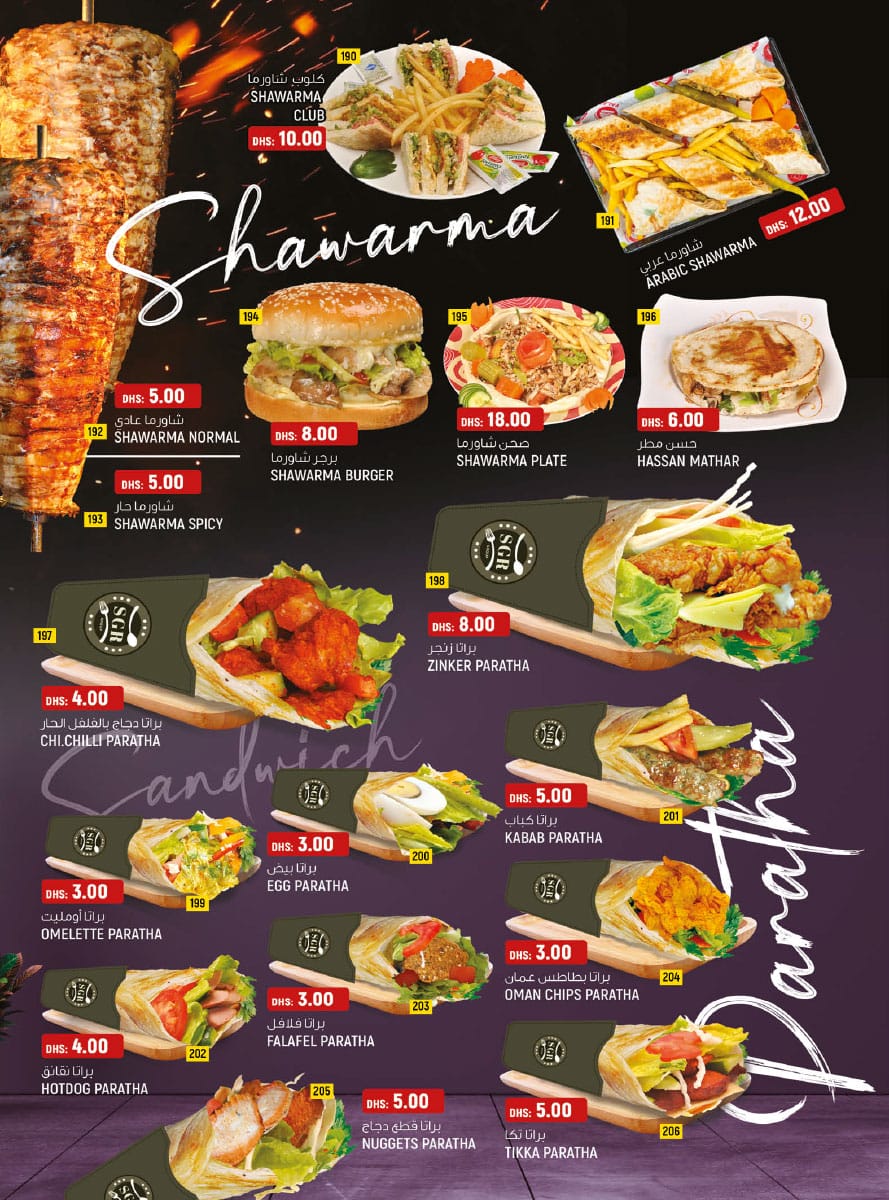 190
كلوب شاورما
SHAWARMA
CLUB
DHS: 10.00
191
شاورما عربي
ARABIC SHAWARMA
DHS: 12.00
Shawarma
DHS: 5.00
192
شاورما عادي
SHAWARMA NORMAL
DHS: 5.00
193
شاورما حار
SHAWARMA SPICY
194
DHS: 8.00
برجر شاورما
SHAWARMA BURGER
195
DHS: 18.00
صحن شاورما
SHAWARMA PLATE
196
DHS: 6.00
حسن مطر
HASSAN MATHAR
197
SGR
DHS: 4.00
براتا دجاج بالفلفل الحار
CHI.CHILLI PARATHA
198
SGR
DHS: 8.00
براتا زنجر
ZINKER PARATHA
Sandwich
Paratha
SGR
DHS: 3.00
199
براتا أومليت
OMELETTE PARATHA
SGR
DHS: 3.00
200
براتا بيض
EGG PARATHA
SGR
DHS: 5.00
201
براتا كباب
KABAB PARATHA
SGR
DHS: 4.00
202
براتا نقانق
HOTDOG PARATHA
SGR
DHS: 3.00
203
براتا فلافل
FALAFEL PARATHA
SGR
DHS: 3.00
204
براتا بطاطس عمان
OMAN CHIPS PARATHA
205
DHS: 5.00
براتا قطع دجاج
NUGGETS PARATHA
SGR
DHS: 5.00
206
براتا تكا
TIKKA PARATHA